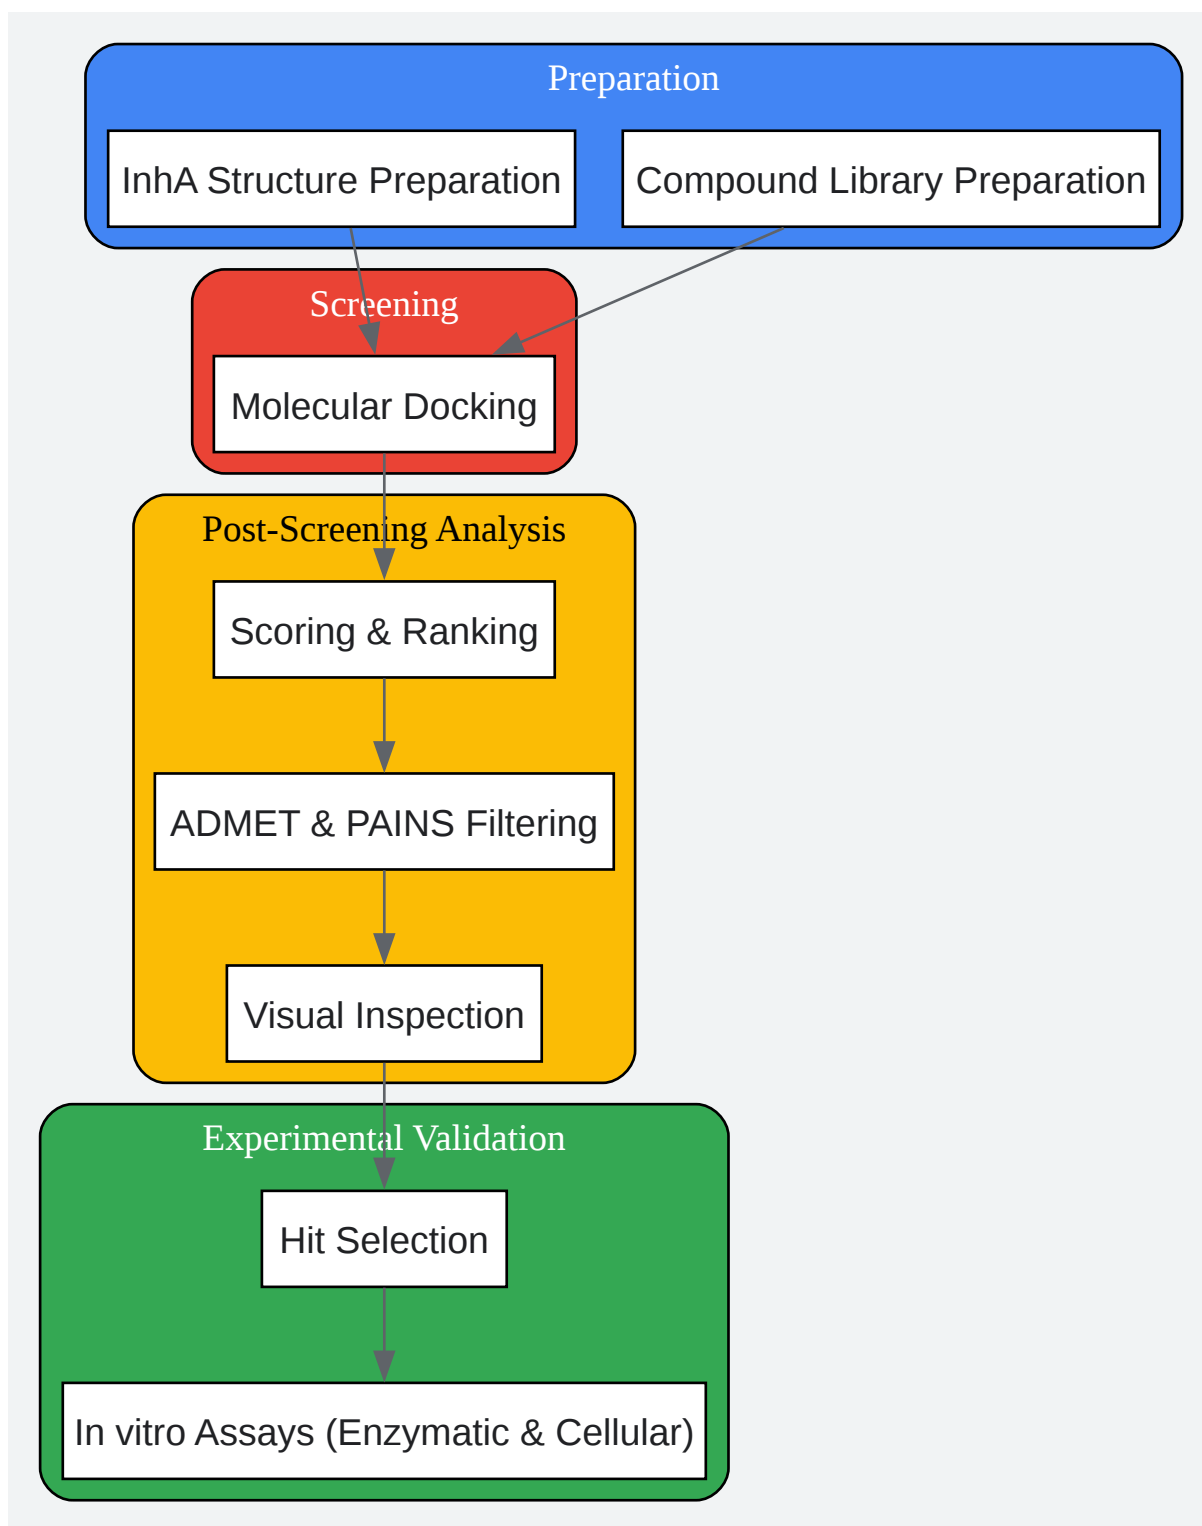 Preparation
InhA Structure Preparation
Compound Library Preparation
Screening
Molecular Docking
Post-Screening Analysis
Scoring & Ranking
ADMET & PAINS Filtering
Visual Inspection
Experimental Validation
Hit Selection
In vitro Assays (Enzymatic & Cellular)